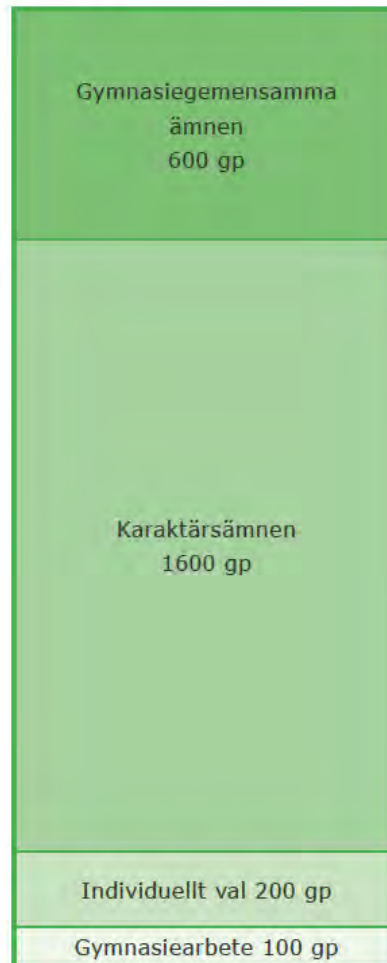 Gymnasiegemensamma
ämnen
600 gp
Karaktärsämnen
1600 gp
Individuellt val 200 gp
Gymnasiearbete 100 gp